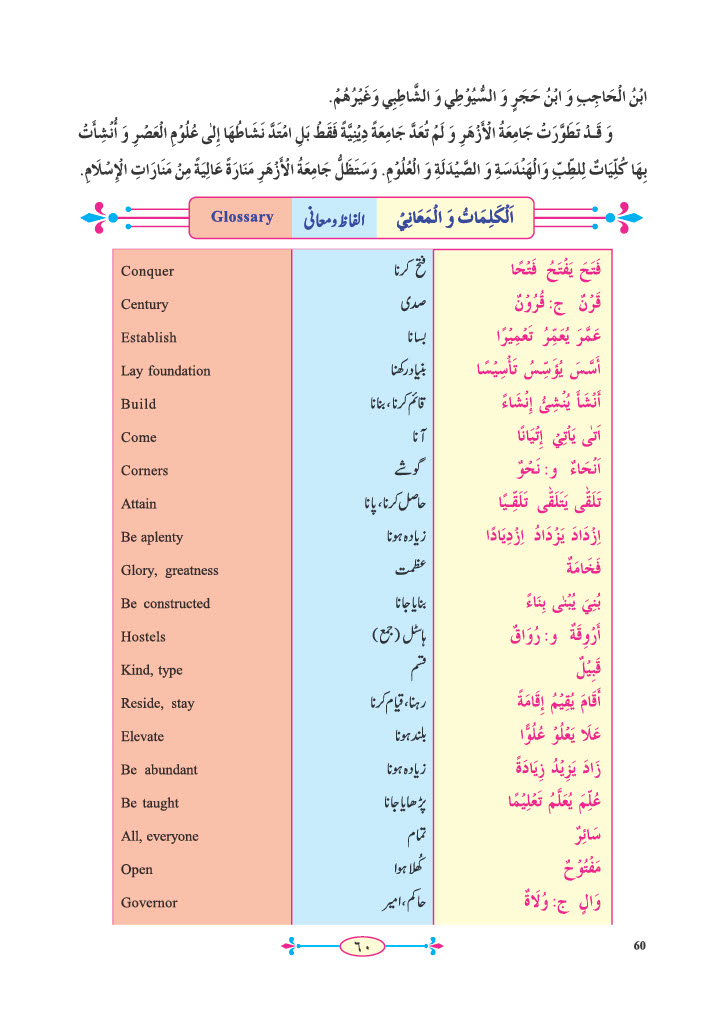 ابْنُ الْحَاجِبِ وَ ابْنُ حَجَرٍ وَ السُّيُوْطِي وَ الشَّاطِبِي وَغَيْرُهُمْ.
وَ قَـدْ تَطَوَّرَتْ جَامِعَةُ الْأَزْهَرِ وَ لَمْ تُعَدَّ جَامِعَةً دِيْنِيَّةً فَقَطْ بَلِ امْتَدَّ نَشَاطُهَا إِلىٰ عُلُوْمِ الْعَصْرِ وَ أُنْشِأَتْ
بِهَا كُلِّيَاتٌ لِلطِّبِّ وَالْهَنْدَسَةِ وَ الصَّيْدَلَةِ وَ الْعُلُوْمِ. وَسَتَظَلُّ جَامِعَةُ الْأَزْهَرِ مَنَارَةً عَالِيَةً مِنْ مَنَارَاتِ الْإِسْلَامِ.
اَلْكَلِمَاتُ وَ الْمَعَانِيْ الفاظ و معانی Glossary
فَتَحَ يَفْتَحُ فَتْحًا فتح کرنا Conquer
قَرْنٌ ج: قُرُوْنٌ صدی Century
عَمَّرَ يُعَمِّرُ تَعْمِيْرًا بسانا Establish
أَسَّسَ يُؤَسِّسُ تَأْسِيْسًا بنیاد رکھنا Lay foundation
أَنْشَأَ يُنْشِئُ إِنْشَاءً قائم کرنا، بنانا Build
اَتٰى يَأْتِيْ إِتْيَانًا آنا Come
اَنْحَاءٌ و: نَحْوٌ گوشے Corners
تَلَقّٰى يَتَلَقّٰى تَلَقِّيًا حاصل کرنا، پانا Attain
اِزْدَادَ يَزْدَادُ اِزْدِيَادًا زیادہ ہونا Be aplenty
فَخَامَةٌ عظمت Glory, greatness
بُنِيَ يُبْنٰى بِنَاءً بنایا جانا Be constructed
أَرْوِقَةٌ و: رُوَاقٌ ہاسٹل (جمع) Hostels
قَبِيْلٌ قسم Kind, type
أَقَامَ يُقِيْمُ إِقَامَةً رہنا، قیام کرنا Reside, stay
عَلَا يَعْلُوْ عُلُوًّا بلند ہونا Elevate
زَادَ يَزِيْدُ زِيَادَةً زیادہ ہونا Be abundant
عُلِّمَ يُعَلَّمُ تَعْلِيْمًا پڑھایا جانا Be taught
سَائِرٌ تمام All, everyone
مَفْتُوْحٌ کُھلا ہوا Open
وَالٍ ج: وُلَاةٌ حاکم، امیر Governor
٦٠ 60